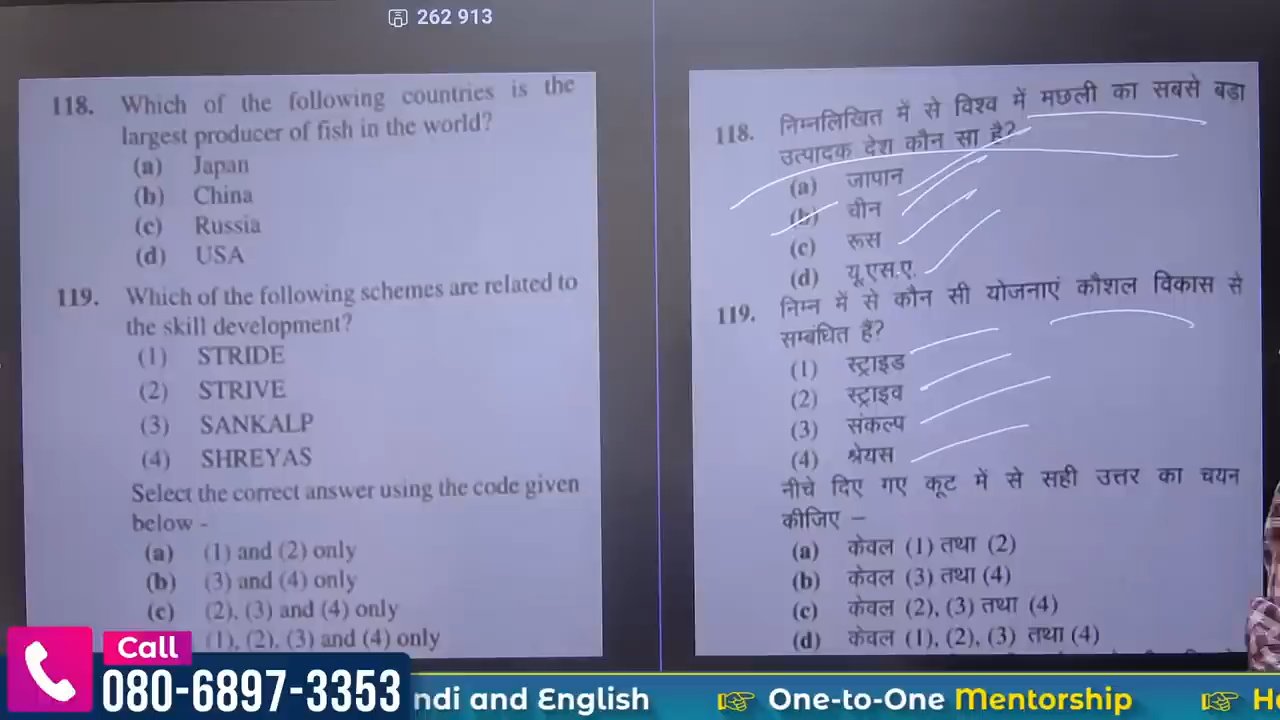 262 913
118. Which of the following countries is the
largest producer of fish in the world?
(a) Japan
(b) China
(c) Russia
(d) USA
119. Which of the following schemes are related to
the skill development?
(1) STRIDE
(2) STRIVE
(3) SANKALP
(4) SHREYAS
Select the correct answer using the code given
below -
(a) (1) and (2) only
(b) (3) and (4) only
(c) (2), (3) and (4) only
(1), (2), (3) and (4) only
118. निम्नलिखित में से विश्व में मछली का सबसे बड़ा
उत्पादक देश कौन सा है?
(a) जापान
(b) चीन
(c) रूस
(d) यू.एस.ए.
119. निम्न में से कौन सी योजनाएं कौशल विकास से
सम्बंधित हैं?
(1) स्ट्राइड
(2) स्ट्राइव
(3) संकल्प
(4) श्रेयस
नीचे दिए गए कूट में से सही उत्तर का चयन
कीजिए –
(a) केवल (1) तथा (2)
(b) केवल (3) तथा (4)
(c) केवल (2), (3) तथा (4)
(d) केवल (1), (2), (3) तथा (4)
Call
080-6897-3353
ndi and English One-to-One Mentorship H